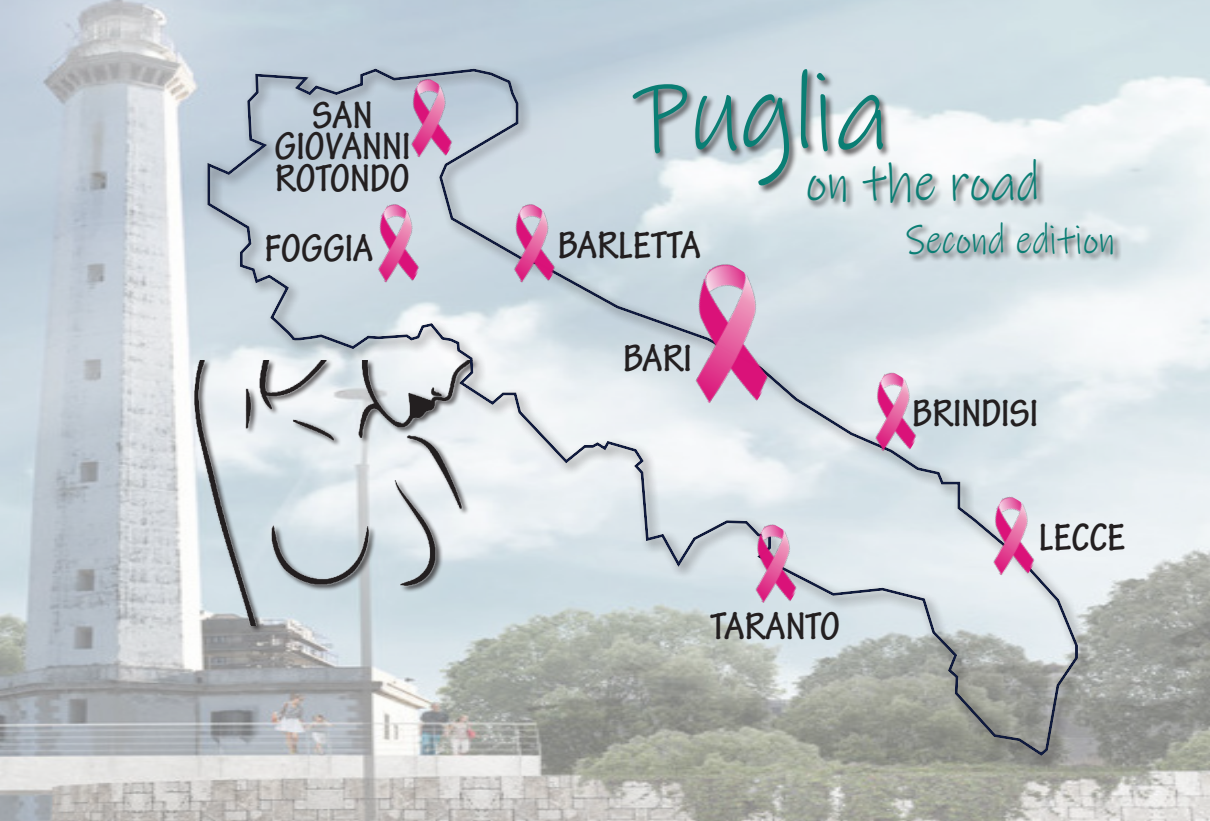 Puglia
on the road
Second edition
SAN
GIOVANNI
ROTONDO
FOGGIA
BARLETTA
BARI
BRINDISI
LECCE
TARANTO